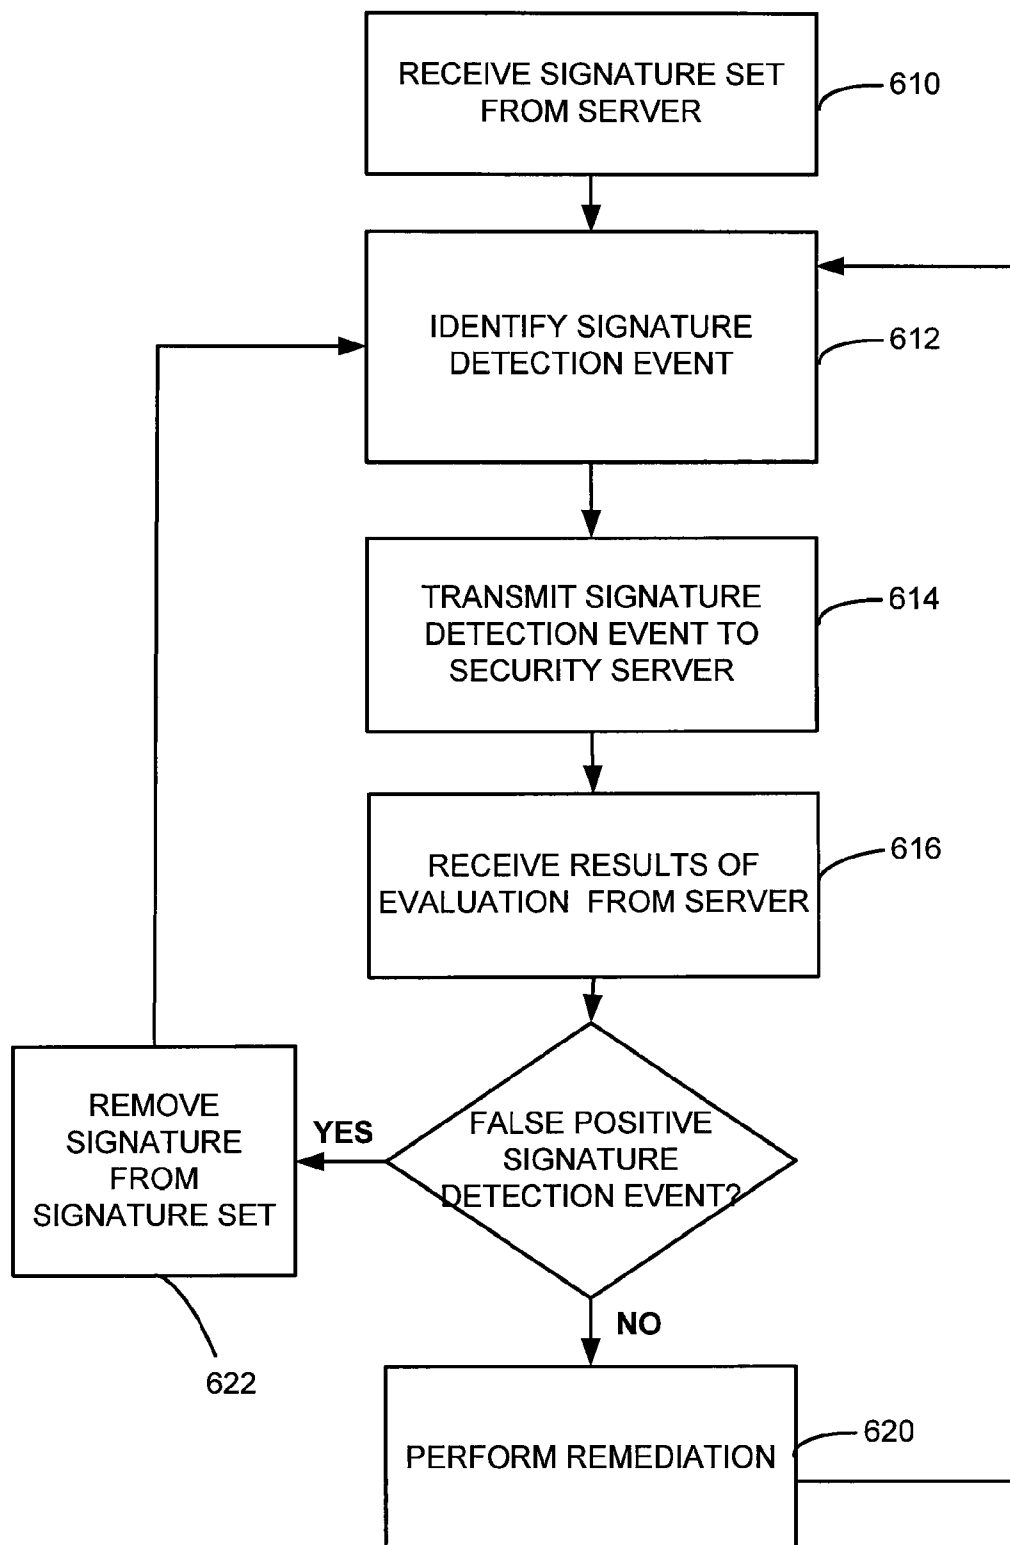 RECEIVE SIGNATURE SET
FROM SERVER
610
IDENTIFY SIGNATURE
DETECTION EVENT
612
TRANSMIT SIGNATURE
DETECTION EVENT TO
SECURITY SERVER
614
RECEIVE RESULTS OF
EVALUATION FROM SERVER
616
FALSE POSITIVE
SIGNATURE
DETECTION EVENT?
YES
REMOVE
SIGNATURE
FROM
SIGNATURE SET
622
NO
PERFORM REMEDIATION
620